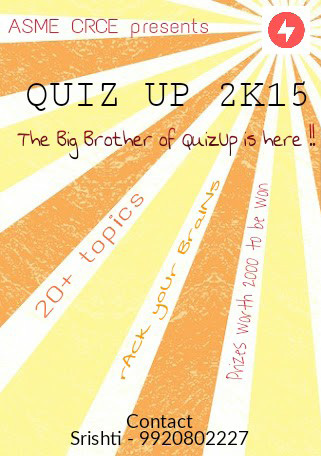 ASME CRCE presents
QUIZ UP 2K15
The Big Brother of QuizUp is here !!
20+ topics
rAck yOur BraiNs
Prizes worth 2000 to be won
Contact
Srishti - 9920802227